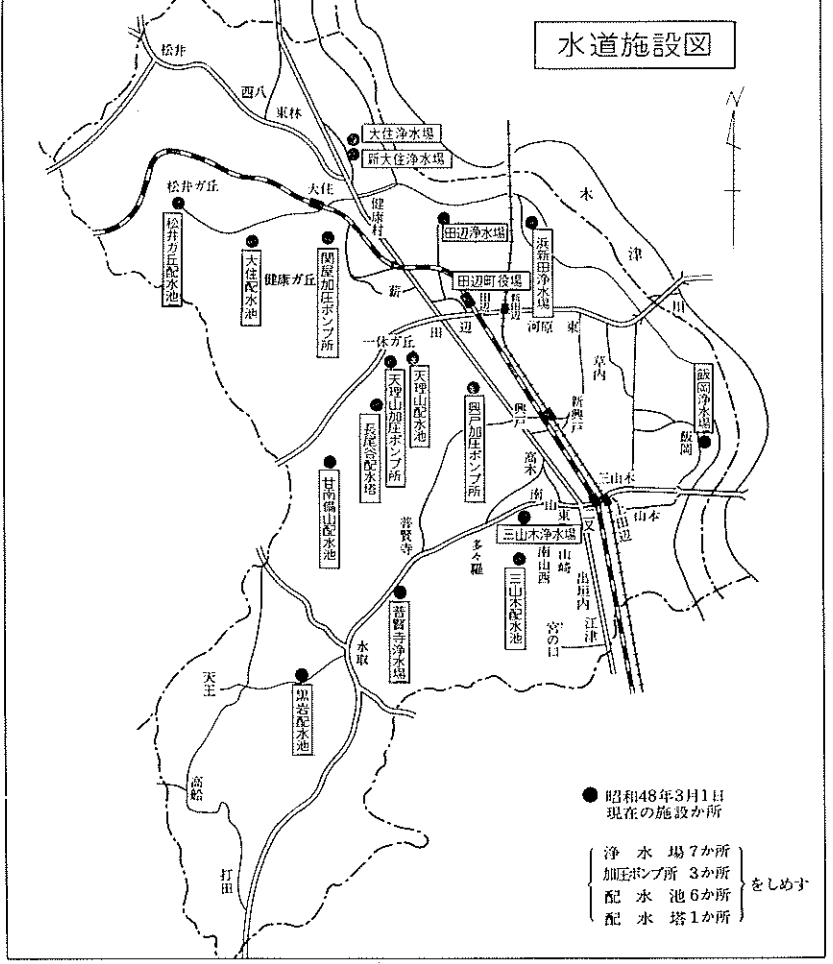 水道施設図
松井
西八
東林
大住浄水場
新大住浄水場
松井ガ丘
大住
健康村
木津川
松井ガ丘配水池
大住配水池
健康ガ丘
関屋加圧ポンプ所
田辺浄水場
浜新田浄水場
薪
田辺町役場
田辺
新田辺
田辺
河原
東
一休ガ丘
草内
天理山加圧ポンプ所
天理山配水池
長尾谷配水塔
興戸加圧ポンプ所
興戸
新興戸
飯岡浄水場
飯岡
甘南備山配水池
高木
三山木
南山東
二又
上田辺
山本
普賢寺
多々羅
三山木浄水場
南山西
山崎
三山木配水池
出垣内
江津
宮の口
普賢寺浄水場
水取
天王
黒岩配水池
高船
打田
昭和48年3月1日
現在の施設か所
浄水場7か所
加圧ポンプ所 3か所
配水池6か所
配水塔1か所
をしめす